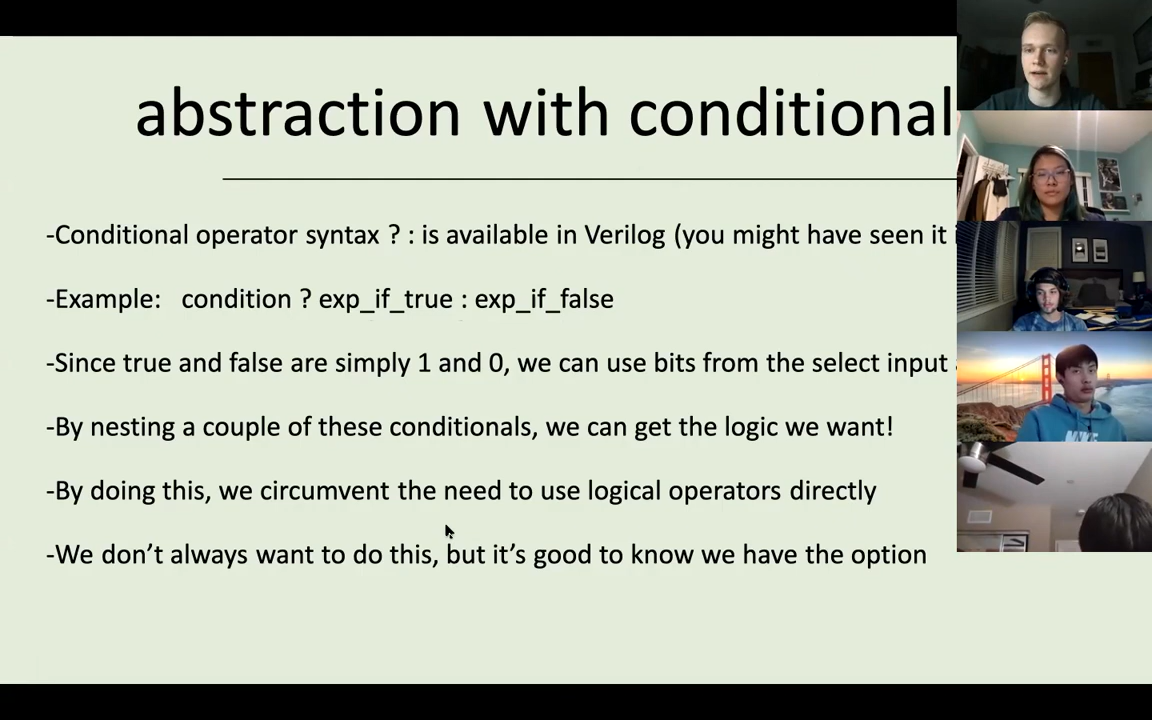 abstraction with conditional
-Conditional operator syntax ? : is available in Verilog (you might have seen it
-Example: condition ? exp_if_true : exp_if_false
-Since true and false are simply 1 and 0, we can use bits from the select input
-By nesting a couple of these conditionals, we can get the logic we want!
-By doing this, we circumvent the need to use logical operators directly
-We don’t always want to do this, but it’s good to know we have the option
NIKE